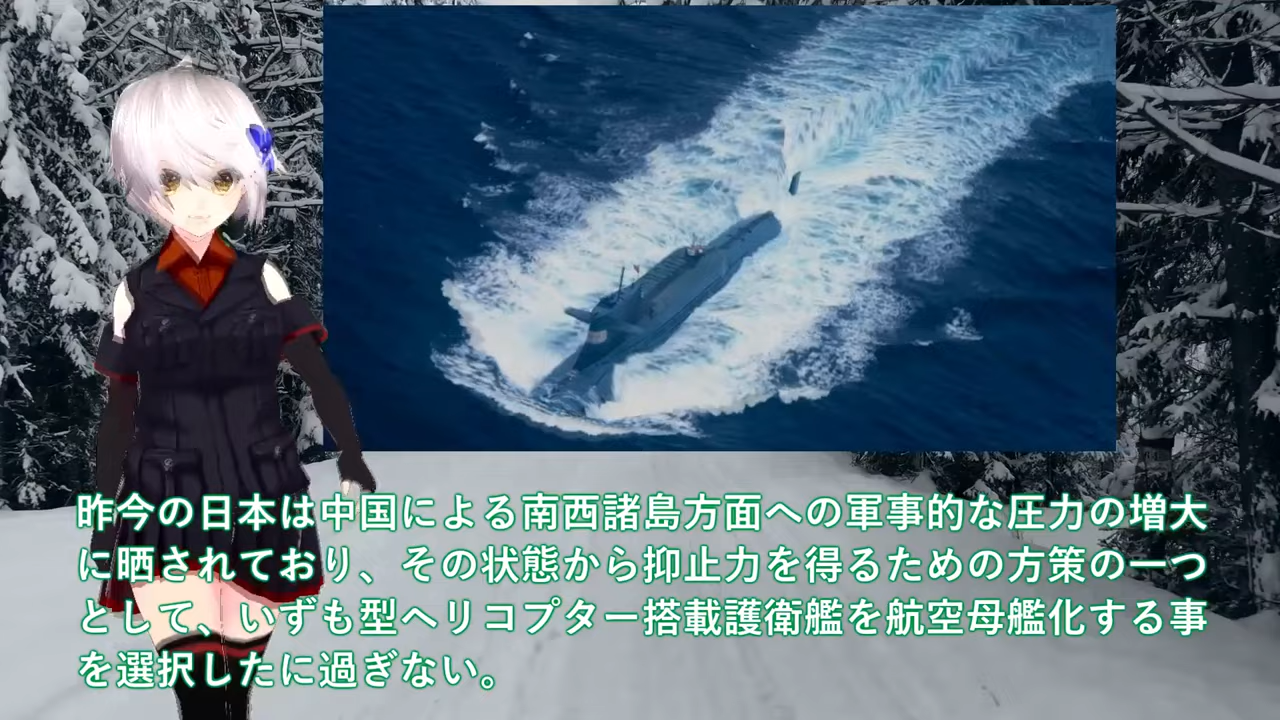 昨今の日本は中国による南西諸島方面への軍事的な圧力の増大
に晒されており、その状態から抑止力を得るための方策の一つ
として、いずも型ヘリコプター搭載護衛艦を航空母艦化する事
を選択したに過ぎない。